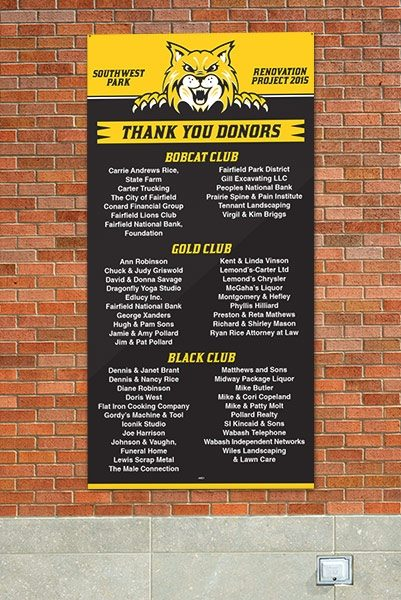 SOUTHWEST
PARK
RENOVATION
PROJECT 2015
THANK YOU DONORS
BOBCAT CLUB
Carrie Andrews Rice,
State Farm
Carter Trucking
The City of Fairfield
Conard Financial Group
Fairfield Lions Club
Fairfield National Bank,
Foundation
Fairfield Park District
Gill Excavating LLC
Peoples National Bank
Prairie Spine & Pain Institute
Tennant Landscaping
Virgil & Kim Briggs
GOLD CLUB
Ann Robinson
Chuck & Judy Griswold
David & Donna Savage
Dragonfly Yoga Studio
Edlucy Inc.
Fairfield National Bank
George Xanders
Hugh & Pam Sons
Jamie & Amy Pollard
Jim & Pat Pollard
Kent & Linda Vinson
Lemond's-Carter Ltd
Lemond's Chrysler
McGaha's Liquor
Montgomery & Hefley
Phyllis Hilliard
Preston & Reta Mathews
Richard & Shirley Mason
Ryan Rice Attorney at Law
BLACK CLUB
Dennis & Janet Brant
Dennis & Nancy Rice
Diane Robinson
Doris West
Flat Iron Cooking Company
Gordy's Machine & Tool
Iconik Studio
Joe Harrison
Johnson & Vaughn,
Funeral Home
Lewis Scrap Metal
The Male Connection
Matthews and Sons
Midway Package Liquor
Mike Butler
Mike & Cori Copeland
Mike & Patty Molt
Pollard Realty
SI Kincaid & Sons
Wabash Telephone
Wabash Independent Networks
Wiles Landscaping
& Lawn Care